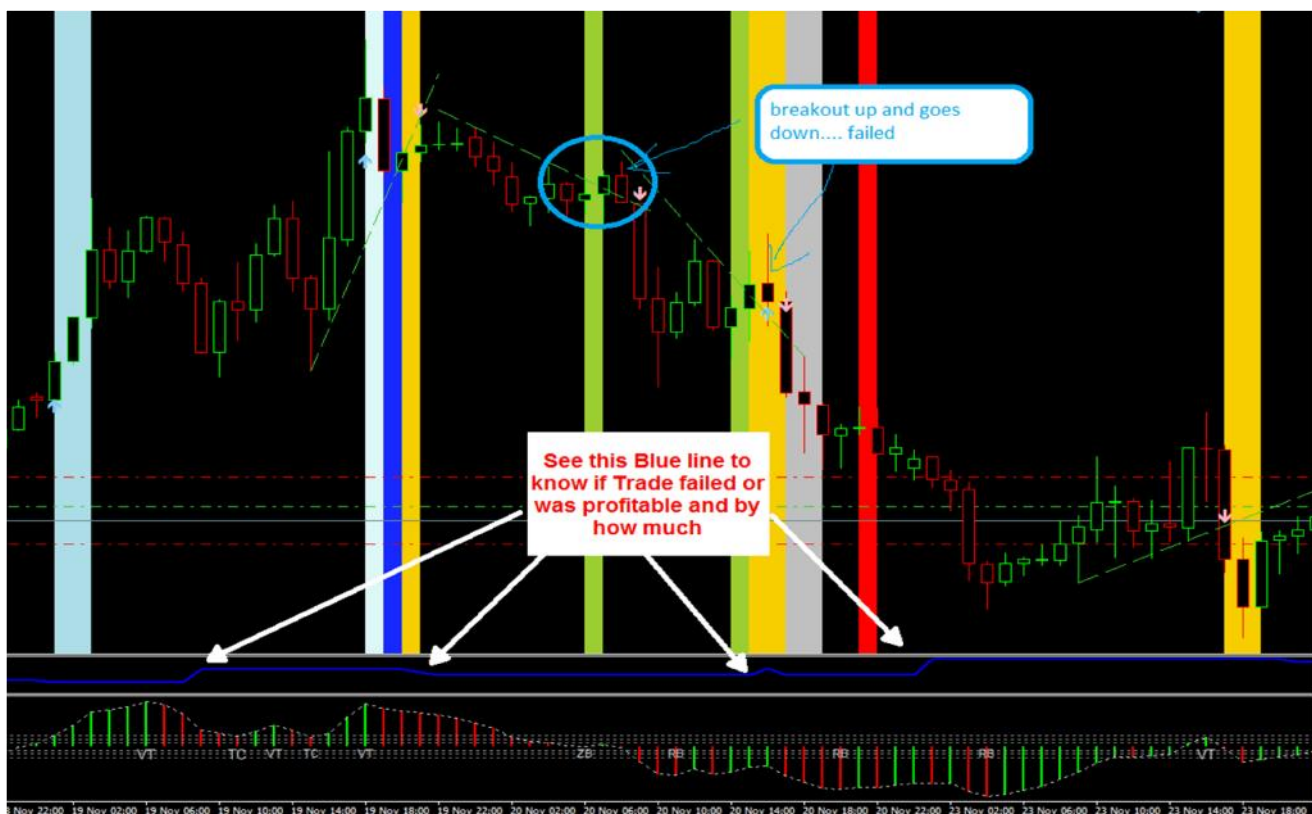 breakout up and goes
down.... failed
See this Blue line to
know if Trade failed or
was profitable and by
how much
VT
TC
VT
TC
VT
ZB
RB
RB
RB
VT
Nov 22:00
19 Nov 02:00
19 Nov 06:00
19 Nov 10:00
19 Nov 14:00
19 Nov 18:00
19 Nov 22:00
20 Nov 02:00
20 Nov 06:00
20 Nov 10:00
20 Nov 14:00
20 Nov 18:00
20 Nov 22:00
23 Nov 02:00
23 Nov 06:00
23 Nov 10:00
23 Nov 14:00
23 Nov 18:00